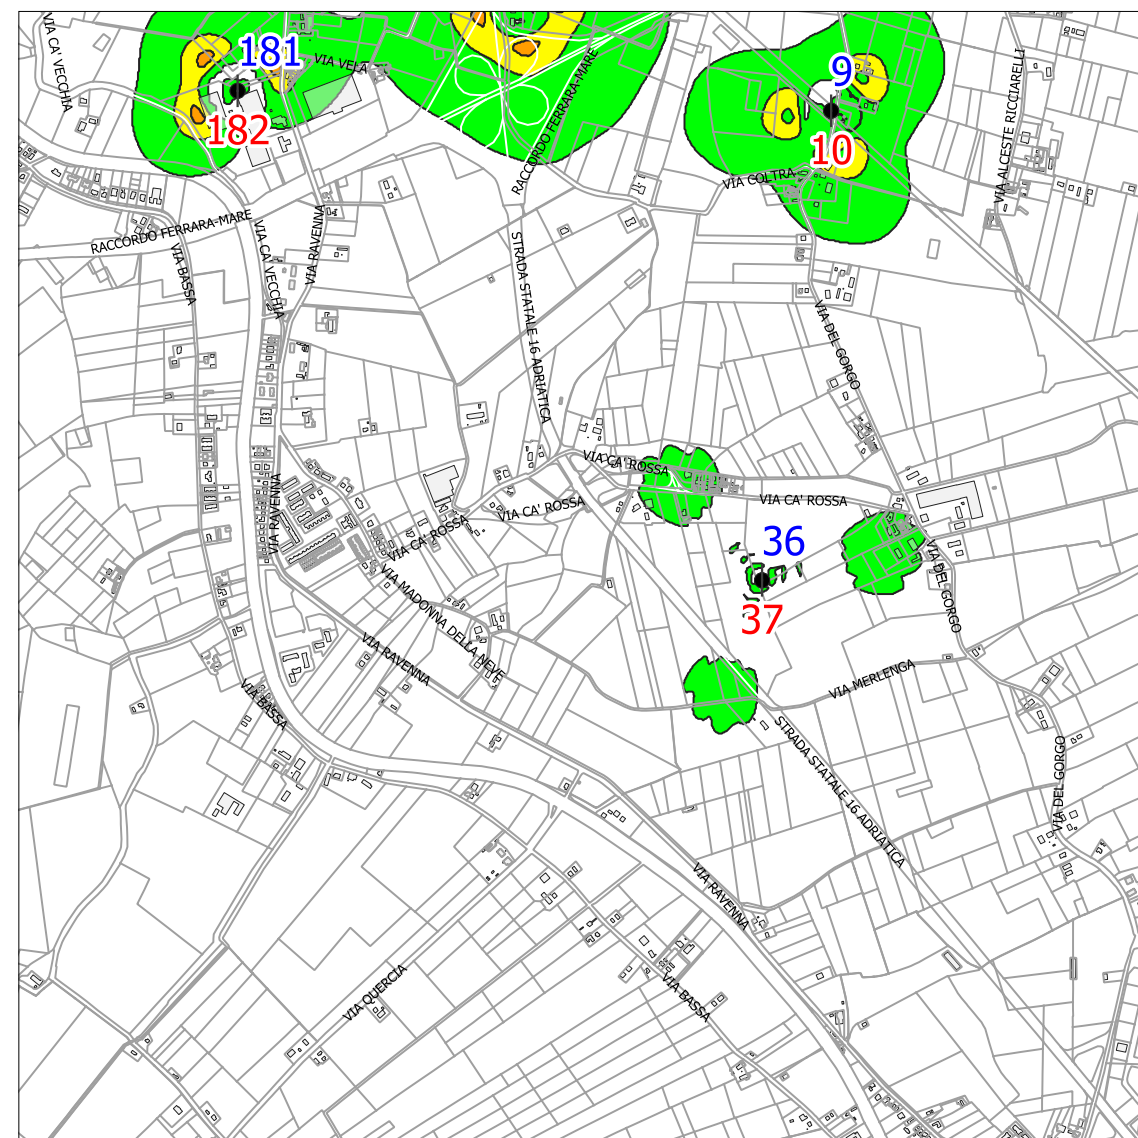 VIA CA' VECCHIA
181
VIA VELA
182
RACCORDO FERRARA-MARE
9
10
VIA COLTRA
VIA ALCESTE RICCIARELLI
RACCORDO FERRARA-MARE
VIA BASSA
VIA CA' VECCHIA
VIA RAVENNA
STRADA STATALE 16 ADRIATICA
VIA DEL GORGO
VIA CA' ROSSA
VIA CA' ROSSA
VIA CA' ROSSA
VIA CA' ROSSA
VIA RAVENNA
36
37
VIA DEL GORGO
VIA MADONNA DELLA NEVE
VIA RAVENNA
VIA MERLENGA
VIA BASSA
STRADA STATALE 16 ADRIATICA
VIA DEL GORGO
VIA RAVENNA
VIA QUERCIA
VIA BASSA